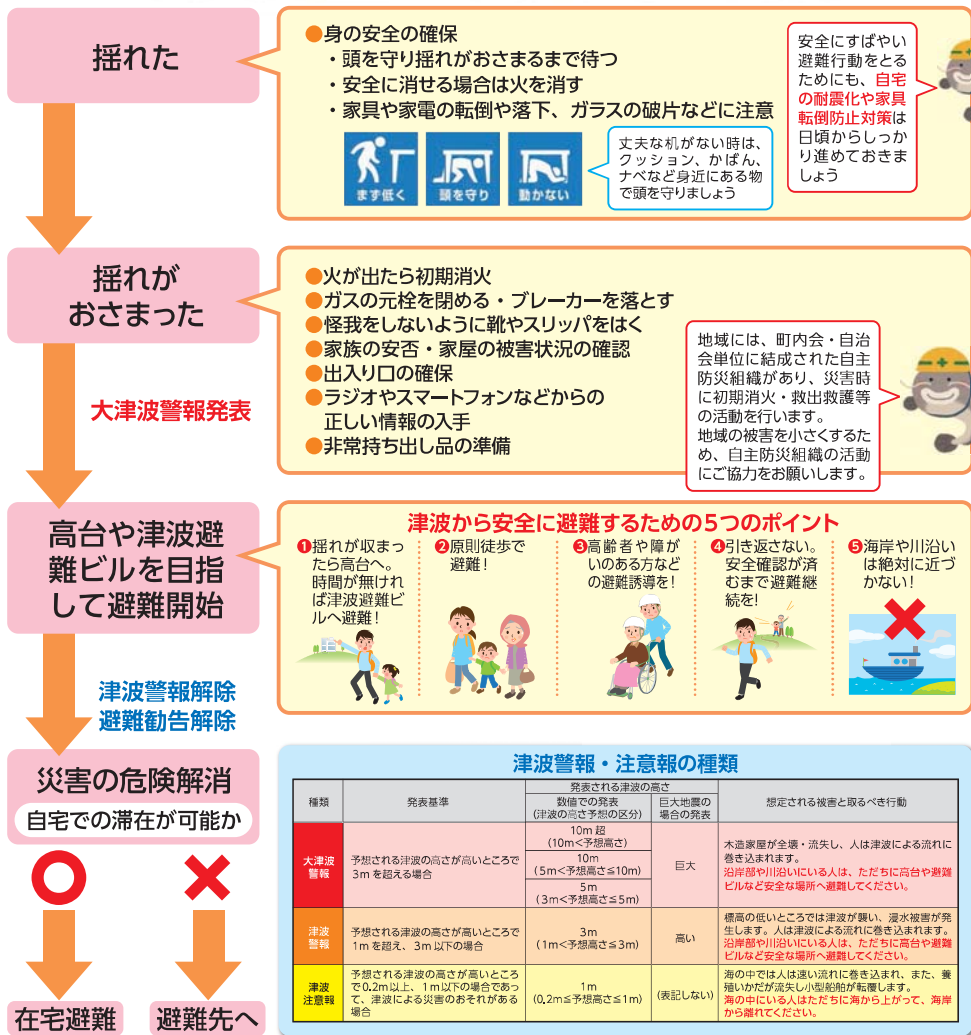 揺れた
●身の安全の確保
・頭を守り揺れがおさまるまで待つ
・安全に消せる場合は火を消す
・家具や家電の転倒や落下、ガラスの破片などに注意
まず低く
頭を守り
動かない
丈夫な机がない時は、
クッション、かばん、
ナベなど身近にある物
で頭を守りましょう
安全にすばやい
避難行動をとる
ためにも、自宅
の耐震化や家具
転倒防止対策は
日頃からしっか
り進めておきま
しょう
揺れが
おさまった
●火が出たら初期消火
●ガスの元栓を閉める・ブレーカーを落とす
●怪我をしないように靴やスリッパをはく
●家族の安否・家屋の被害状況の確認
●出入り口の確保
●ラジオやスマートフォンなどからの
正しい情報の入手
●非常持ち出し品の準備
地域には、町内会・自治
会単位に結成された自主
防災組織があり、災害時
に初期消火・救出救護等
の活動を行います。
地域の被害を小さくするた
め、自主防災組織の活動
にご協力をお願いします。
大津波警報発表
高台や津波避
難ビルを目指
して避難開始
津波から安全に避難するための5つのポイント
❶揺れが収まっ
たら高台へ。
時間が無けれ
ば津波避難ビ
ルへ避難！
❷原則徒歩で
避難！
❸高齢者や障が
いのある方など
の避難誘導を！
❹引き返さない。
安全確認が済
むまで避難継
続を!
❺海岸や川沿い
は絶対に近づ
かない！
津波警報解除
避難勧告解除
災害の危険解消
自宅での滞在が可能か
在宅避難
避難先へ
津波警報・注意報の種類
種類
発表基準
発表される津波の高さ
数値での発表
(津波の高さ予想の区分)
巨大地震の
場合の発表
想定される被害と取るべき行動
大津波
警報
予想される津波の高さが高いところで
3mを超える場合
10m超
(10m<予想高さ)
10m
(5m<予想高さ≦10m)
5m
(3m<予想高さ≦5m)
巨大
木造家屋が全壊・流失し、人は津波による流れに
巻き込まれます。
沿岸部や川沿いにいる人は、ただちに高台や避難
ビルなど安全な場所へ避難してください。
津波
警報
予想される津波の高さが高いところで
1mを超え、3m以下の場合
3m
(1m<予想高さ≦3m)
高い
標高の低いところでは津波が襲い、浸水被害が発
生します。人は津波による流れに巻き込まれます。
沿岸部や川沿いにいる人は、ただちに高台や避難
ビルなど安全な場所へ避難してください。
津波
注意報
予想される津波の高さが高いところ
で0.2m以上、1m以下の場合であっ
て、津波による災害のおそれがある
場合
1m
(0.2m≦予想高さ≦1m)
(表記しない)
海の中では人は速い流れに巻き込まれ、また、養
殖いかだが流失し小型船舶が転覆します。
海の中にいる人はただちに海から上がって、海岸
から離れてください。